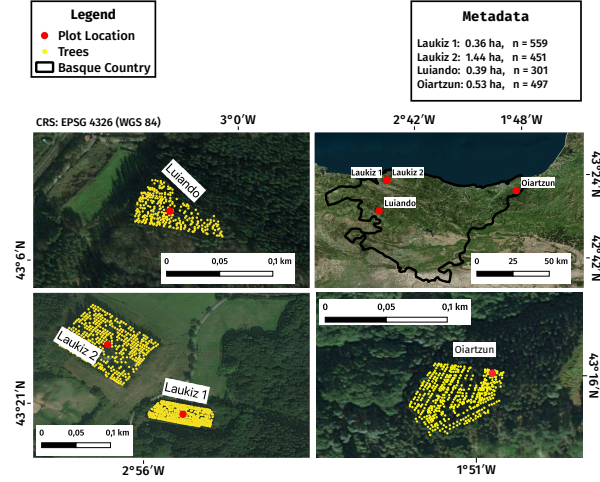 Legend
Plot Location
Trees
Basque Country
Metadata
Laukiz 1: 0.36 ha, n = 559
Laukiz 2: 1.44 ha, n = 451
Luiando: 0.39 ha, n = 301
Oiartzun: 0.53 ha, n = 497
CRS: EPSG 4326 (WGS 84)
3°0′W
2°42′W
1°48′W
Luiando
0 0,05 0,1 km
43°6′N
Laukiz 1
Laukiz 2
Oiartzun
Luiando
0 25 50 km
43°24′N
42°42′N
Laukiz 2
Laukiz 1
0 0,05 0,1 km
43°21′N
2°56′W
0 0,05 0,1 km
Oiartzun
43°16′N
1°51′W